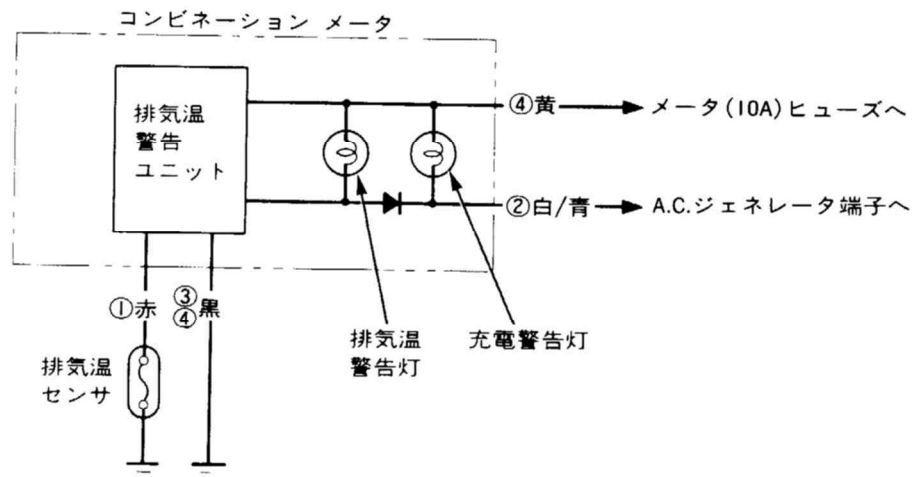 コンビネーション メータ
排気温
警告
ユニット
④黄
メータ(10A)ヒューズへ
②白/青
A.C.ジェネレータ端子へ
①赤
③
④
黒
排気温
センサ
排気温
警告灯
充電警告灯